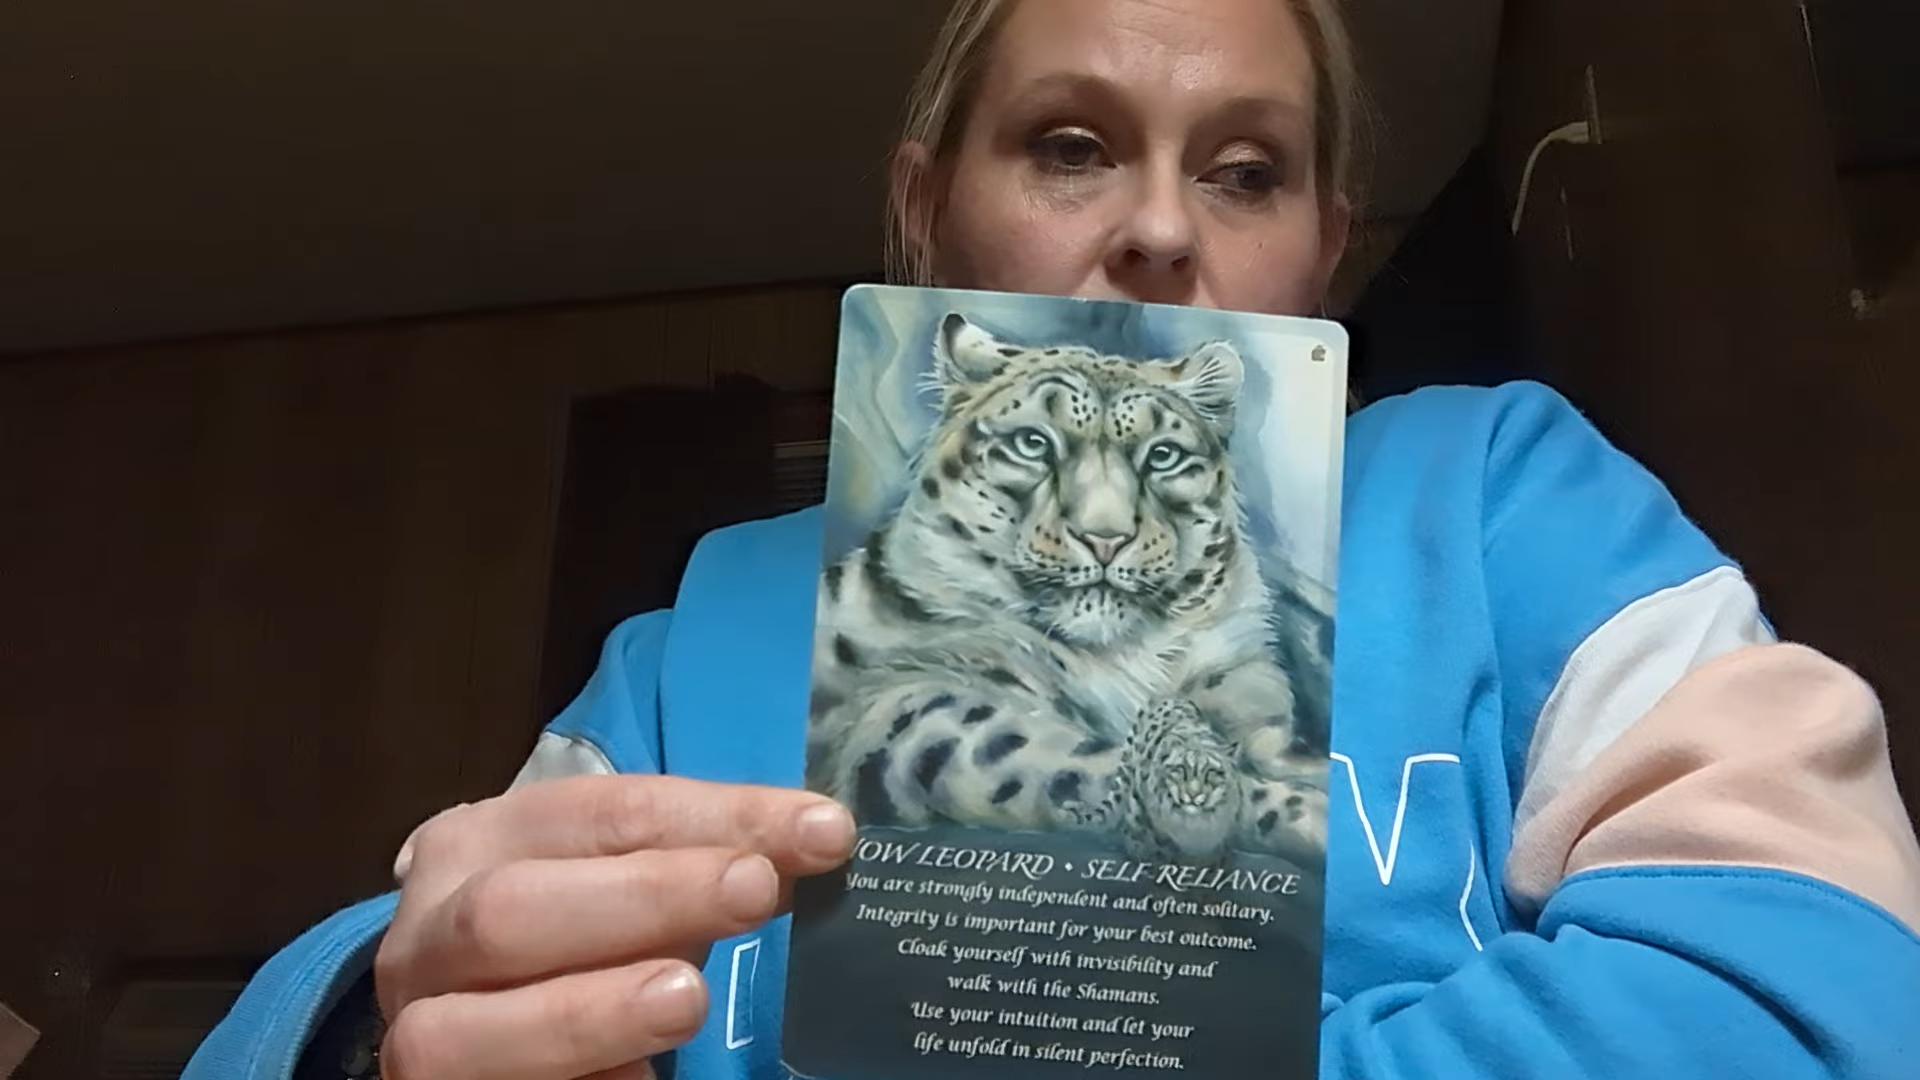 NOW LEOPARD • SELF-RELIANCE
You are strongly independent and often solitary.
Integrity is important for your best outcome.
Cloak yourself with invisibility and
walk with the Shamans.
Use your intuition and let your
life unfold in silent perfection.